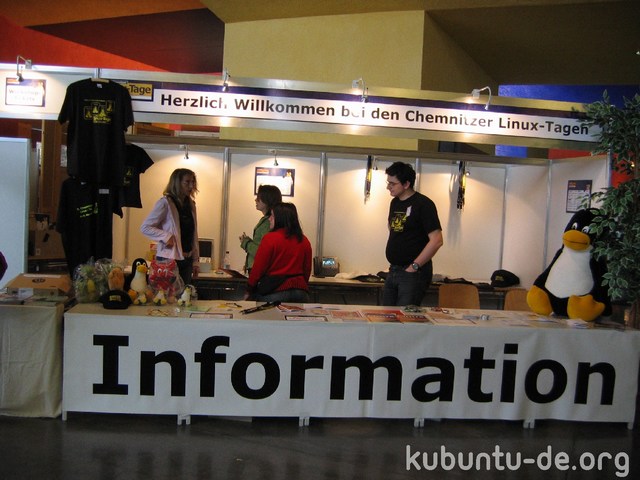 -Tage
Herzlich Willkommen bei den Chemnitzer Linux-Tagen
Information
kubuntu-de.org